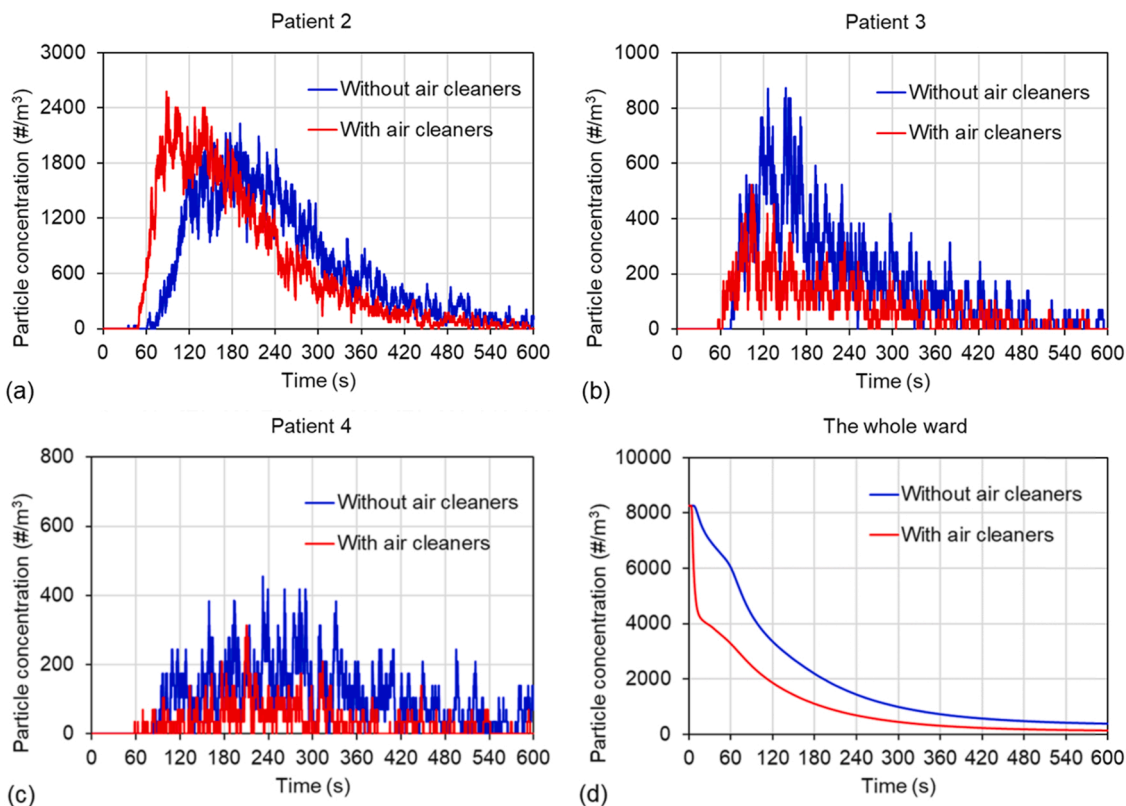 Patient 2
3000
2400
1800
1200
600
0
Particle concentration (#/m³)
Without air cleaners
With air cleaners
0 60 120 180 240 300 360 420 480 540 600
Time (s)
(a)
Patient 3
1000
800
600
400
200
0
Particle concentration (#/m³)
Without air cleaners
With air cleaners
0 60 120 180 240 300 360 420 480 540 600
Time (s)
(b)
Patient 4
800
600
400
200
0
Particle concentration (#/m³)
Without air cleaners
With air cleaners
0 60 120 180 240 300 360 420 480 540 600
Time (s)
(c)
The whole ward
10000
8000
6000
4000
2000
0
Particle concentration (#/m³)
Without air cleaners
With air cleaners
0 60 120 180 240 300 360 420 480 540 600
Time (s)
(d)